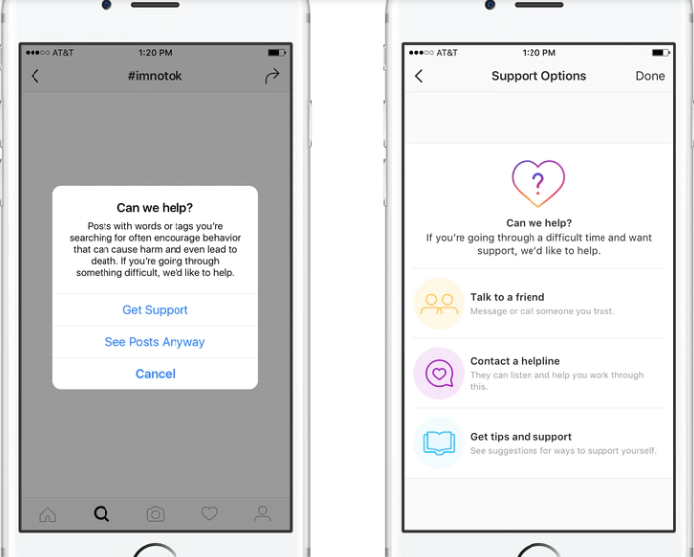 AT&T 1:20 PM
#imnotok
Can we help?
Posts with words or tags you're
searching for often encourage behavior
that can cause harm and even lead to
death. If you're going through
something difficult, we'd like to help.
Get Support
See Posts Anyway
Cancel
AT&T 1:20 PM
Support Options Done
?
Can we help?
If you're going through a difficult time and want
support, we'd like to help.
Talk to a friend
Message or call someone you trust.
Contact a helpline
They can listen and help you work through
this.
Get tips and support
See suggestions for ways to support yourself.